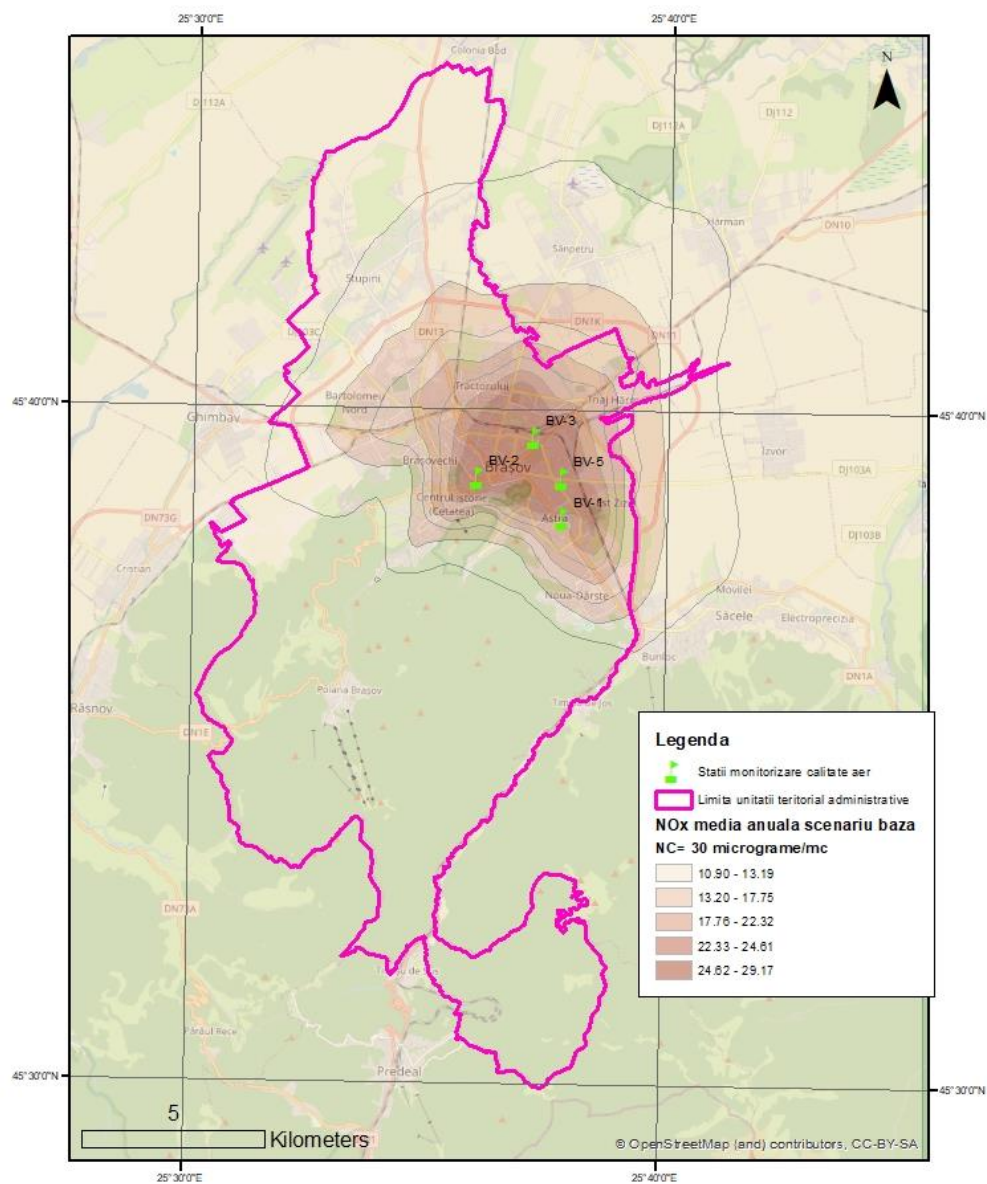 25°30'0"E
25°40'0"E
Colonia Bod
N
DJ112A
DJ112
DJ112A
Hărman
DN10
Sânpetru
Stupini
DN13
DN1K
DN11
Tractorului
Bartolomeu
Nord
Triaj Hărman
45°40'0"N
45°40'0"N
Ghimbav
BV-3
Brașovechi
BV-2
Brașov
BV-5
Izvor
DJ103A
Centrul istoric
(Cetatea)
BV-1
Astra
DN73G
DJ103B
Cristian
Noua-Dârste
Movilei
Săcele
Electroprecizia
Bunloc
DN1A
Poiana Brașov
Râșnov
DN1E
Legenda
Statii monitorizare calitate aer
Limita unitatii teritorial administrative
NOx media anuala scenariu baza
NC= 30 micrograme/mc
10.90 - 13.19
13.20 - 17.75
17.76 - 22.32
22.33 - 24.61
24.62 - 29.17
DN73A
Pârâul Rece
Predeal
45°30'0"N
45°30'0"N
5
Kilometers
© OpenStreetMap (and) contributors, CC-BY-SA
25°30'0"E
25°40'0"E